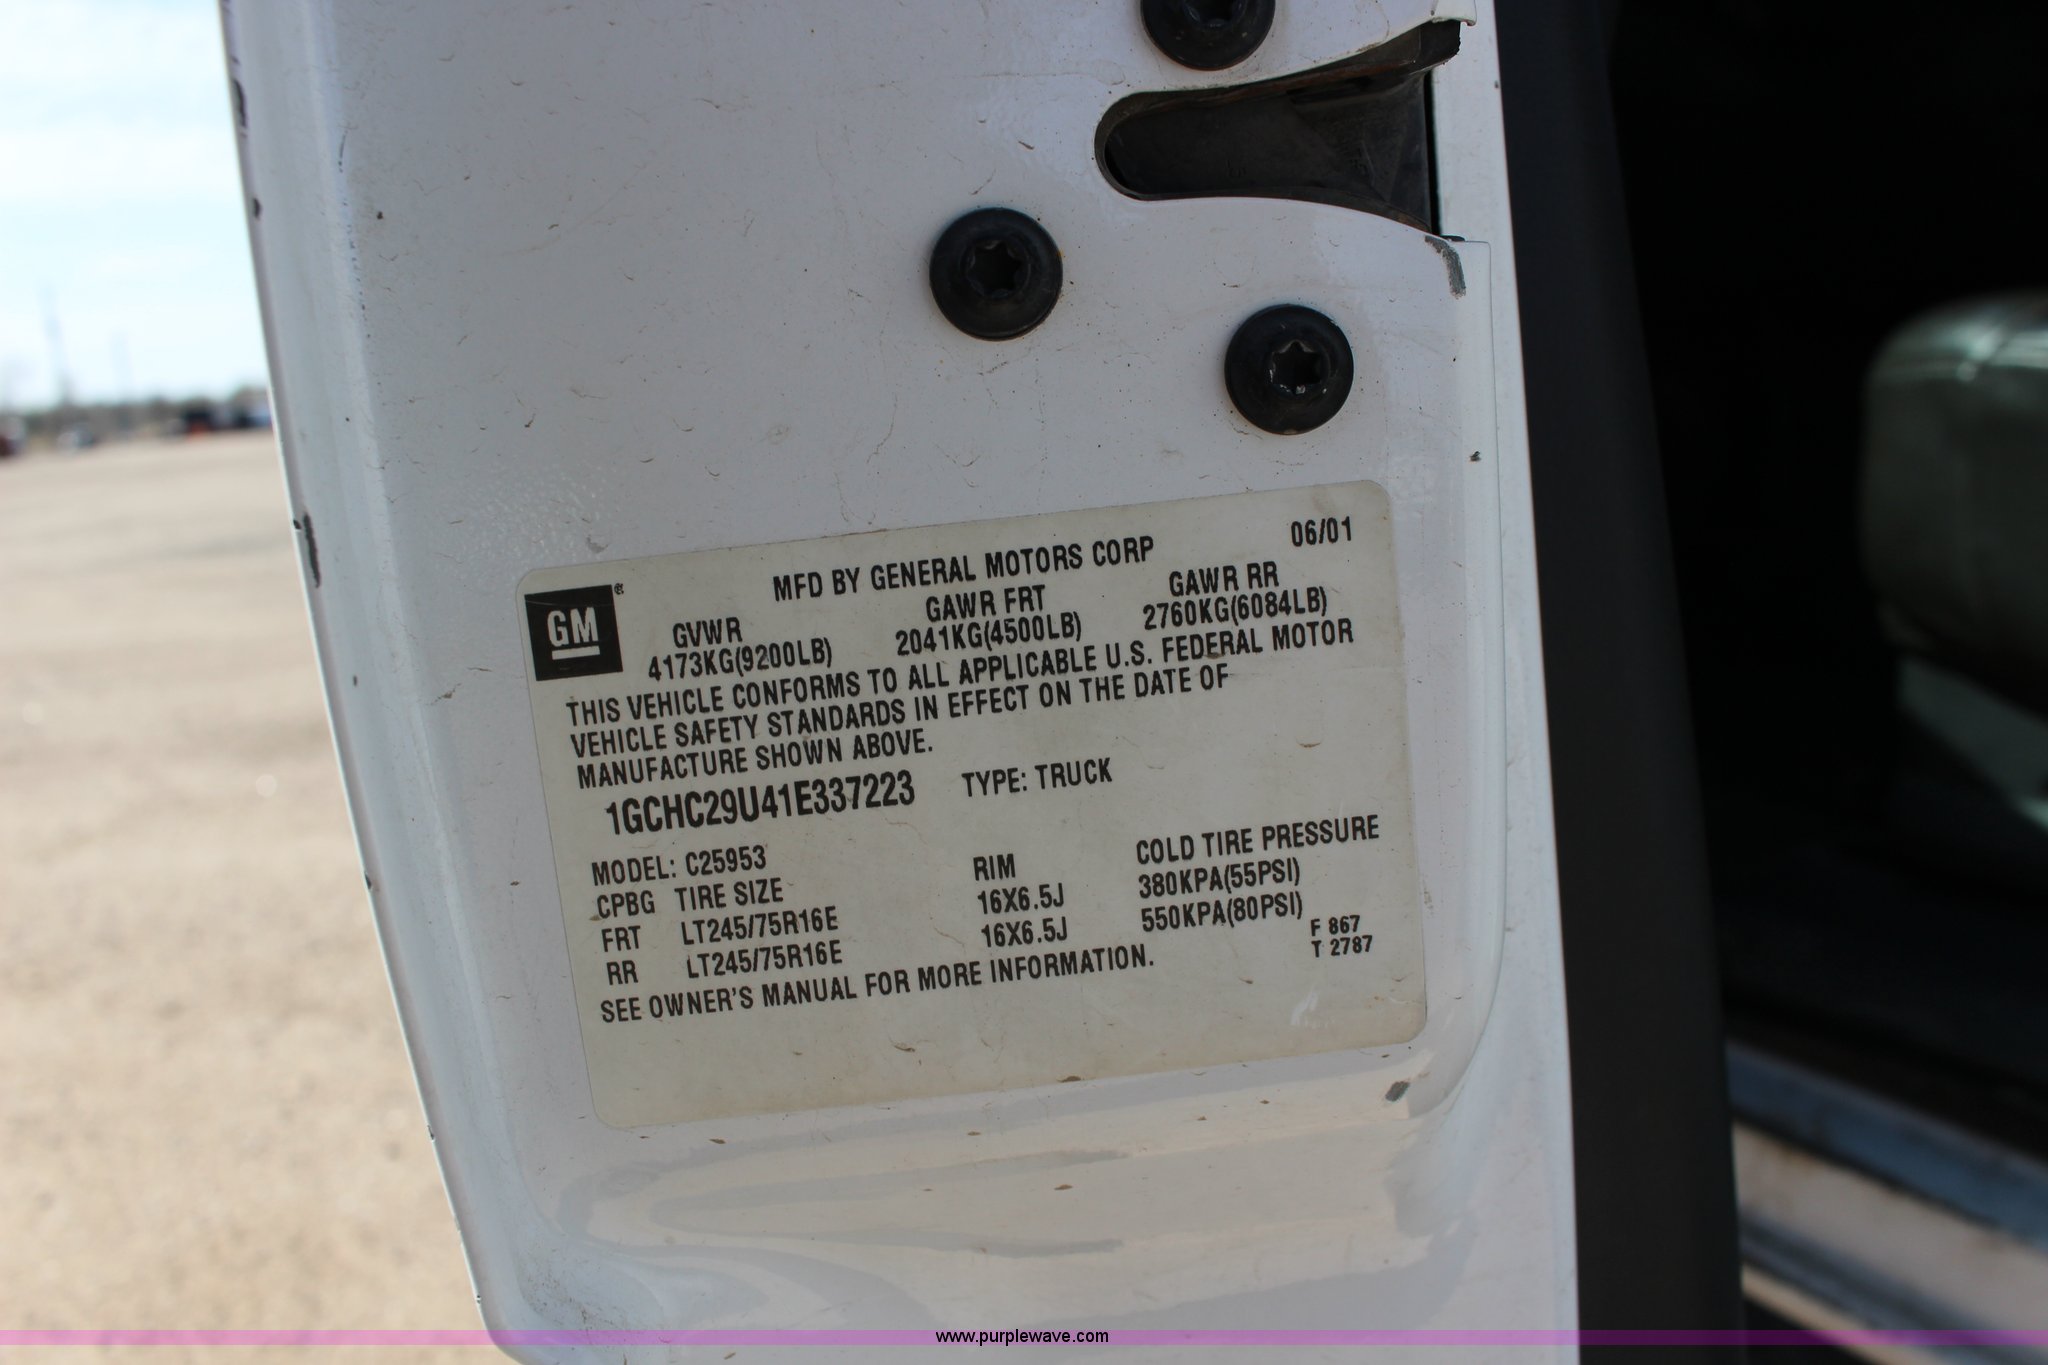 MFD BY GENERAL MOTORS CORP 06/01
GM®
GVWR GAWR FRT GAWR RR
4173KG(9200LB) 2041KG(4500LB) 2760KG(6084LB)
THIS VEHICLE CONFORMS TO ALL APPLICABLE U.S. FEDERAL MOTOR
VEHICLE SAFETY STANDARDS IN EFFECT ON THE DATE OF
MANUFACTURE SHOWN ABOVE.
1GCHC29U41E337223 TYPE: TRUCK
MODEL: C25953
CPBG TIRE SIZE RIM COLD TIRE PRESSURE
FRT LT245/75R16E 16X6.5J 380KPA(55PSI)
RR LT245/75R16E 16X6.5J 550KPA(80PSI)
SEE OWNER'S MANUAL FOR MORE INFORMATION.
F 867
T 2787
www.purplewave.com